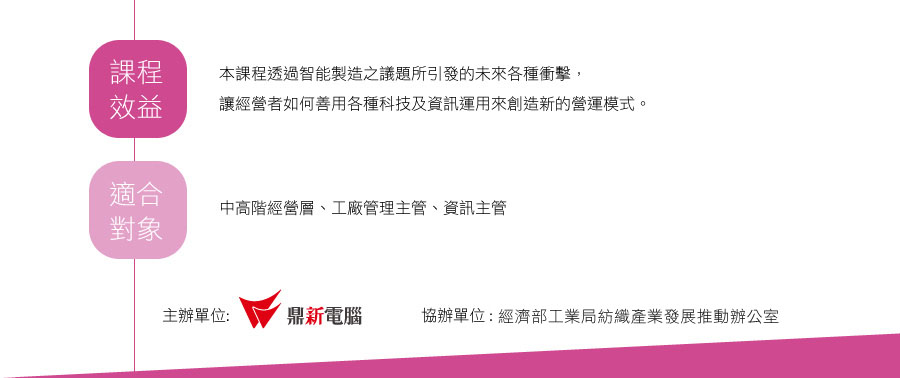 課程
效益
本課程透過智能製造之議題所引發的未來各種衝擊，
讓經營者如何善用各種科技及資訊運用來創造新的營運模式。
適合
對象
中高階經營層、工廠管理主管、資訊主管
主辦單位: 鼎新電腦 協辦單位 : 經濟部工業局紡織產業發展推動辦公室